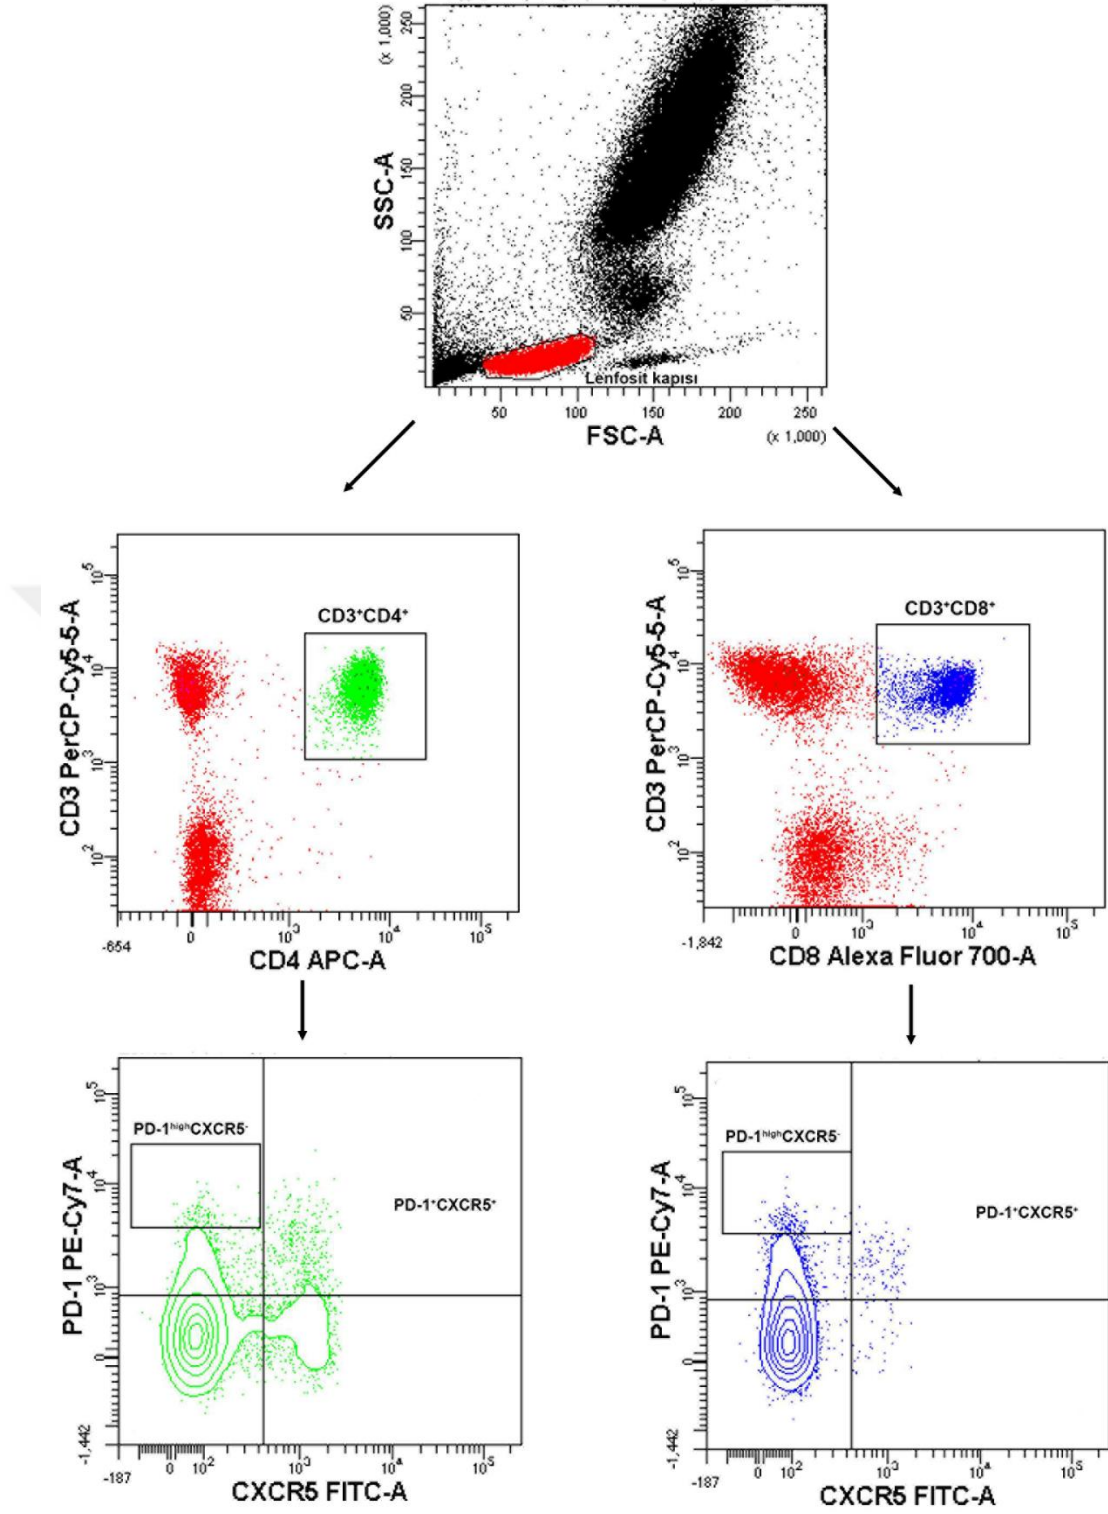 (x 1,000)
250
200
150
100
50
SSC-A
Lenfosit kapısı
50 100 150 200 250
FSC-A
(x 1,000)
CD3 PerCP-Cy5-5-A
10⁵
10⁴
10³
10²
CD3⁺CD4⁺
-654
0 10³ 10⁴ 10⁵
CD4 APC-A
CD3 PerCP-Cy5-5-A
10⁵
10⁴
10³
10²
CD3⁺CD8⁺
-1,842
0 10³ 10⁴ 10⁵
CD8 Alexa Fluor 700-A
PD-1 PE-Cy7-A
10⁵
10⁴
10³
0
-1,442
PD-1ʰⁱᵍʰCXCR5⁻
PD-1⁺CXCR5⁺
-187
0 10² 10³ 10⁴ 10⁵
CXCR5 FITC-A
PD-1 PE-Cy7-A
10⁵
10⁴
10³
0
-1,442
PD-1ʰⁱᵍʰCXCR5⁻
PD-1⁺CXCR5⁺
-187
0 10² 10³ 10⁴ 10⁵
CXCR5 FITC-A